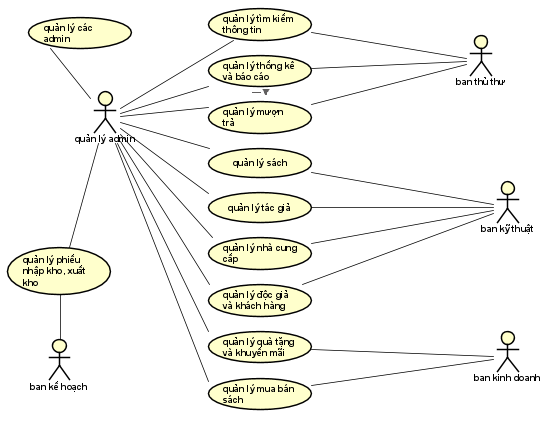 quản lý các
admin
quản lý tìm kiếm
thông tin
quản lý thống kê
và báo cáo
ban thủ thư
quản lý mượn
trả
quản lý admin
quản lý sách
quản lý tác giả
ban kỹ thuật
quản lý nhà cung
cấp
quản lý phiếu
nhập kho, xuất
kho
quản lý độc giả
và khách hàng
quản lý quà tặng
và khuyến mãi
ban kế hoạch
ban kinh doanh
quản lý mua bán
sách